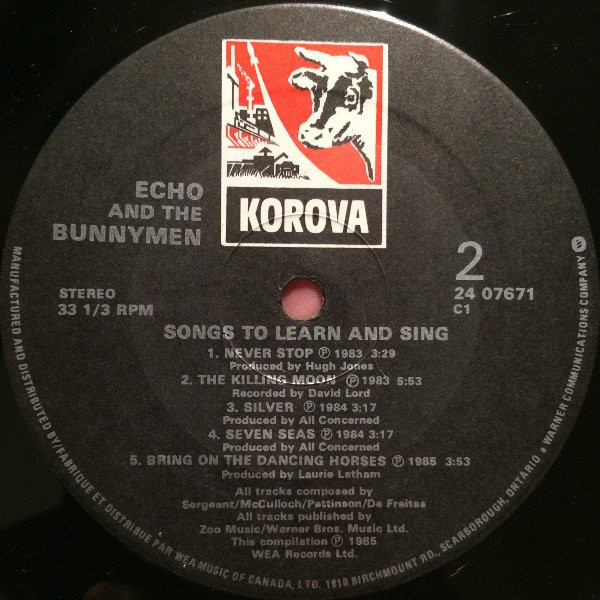 KOROVA
ECHO
AND THE
BUNNYMEN
2
STEREO
33 1/3 RPM
24 07671
C1
SONGS TO LEARN AND SING
1. NEVER STOP Ⓟ 1983 3:29
Produced by Hugh Jones
2. THE KILLING MOON Ⓟ 1983 5:53
Recorded by David Lord
3. SILVER Ⓟ 1984 3:17
Produced by All Concerned
4. SEVEN SEAS Ⓟ 1984 3:17
Produced by All Concerned
5. BRING ON THE DANCING HORSES Ⓟ 1985 3:53
Produced by Laurie Latham
All tracks composed by
Sergeant/McCulloch/Pattinson/De Freitas
All tracks published by
Zoo Music/Warner Bros. Music Ltd.
This compilation Ⓟ 1985
WEA Records Ltd.
MANUFACTURED AND DISTRIBUTED BY/FABRIQUE ET DISTRIBUE PAR WEA MUSIC OF CANADA, LTD. 1810 BIRCHMOUNT RD., SCARBOROUGH, ONTARIO • A WARNER COMMUNICATIONS COMPANY